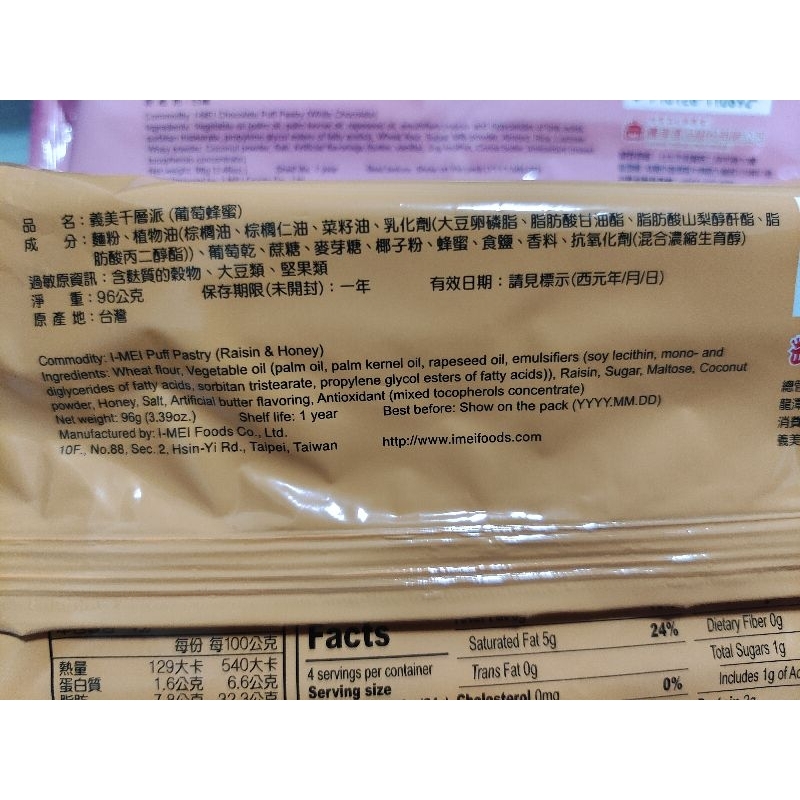 品 名：義美千層派 (葡萄蜂蜜)
成 分：麵粉、植物油(棕櫚油、棕櫚仁油、菜籽油、乳化劑(大豆卵磷脂、脂肪酸甘油酯、脂肪酸山梨醇酐酯、脂
肪酸丙二醇酯))、葡萄乾、蔗糖、麥芽糖、椰子粉、蜂蜜、食鹽、香料、抗氧化劑(混合濃縮生育醇)
過敏原資訊：含麩質的穀物、大豆類、堅果類
淨 重：96公克 保存期限(未開封)：一年 有效日期：請見標示(西元年/月/日)
原 產 地：台灣
Commodity: I-MEI Puff Pastry (Raisin & Honey)
Ingredients: Wheat flour, Vegetable oil (palm oil, palm kernel oil, rapeseed oil, emulsifiers (soy lecithin, mono- and
diglycerides of fatty acids, sorbitan tristearate, propylene glycol esters of fatty acids)), Raisin, Sugar, Maltose, Coconut
powder, Honey, Salt, Artificial butter flavoring, Antioxidant (mixed tocopherols concentrate)
Net weight: 96g (3.39oz.) Shelf life: 1 year Best before: Show on the pack (YYYY.MM.DD)
Manufactured by: I-MEI Foods Co., Ltd.
10F., No.88, Sec. 2, Hsin-Yi Rd., Taipei, Taiwan http://www.imeifoods.com
總
龍潭
消費
義美
每份 每100公克
熱量 129大卡 540大卡
蛋白質 1.6公克 6.6公克
Facts
4 servings per container
Serving size
Saturated Fat 5g 24%
Trans Fat 0g
Cholesterol 0mg 0%
Dietary Fiber 0g
Total Sugars 1g
Includes 1g of